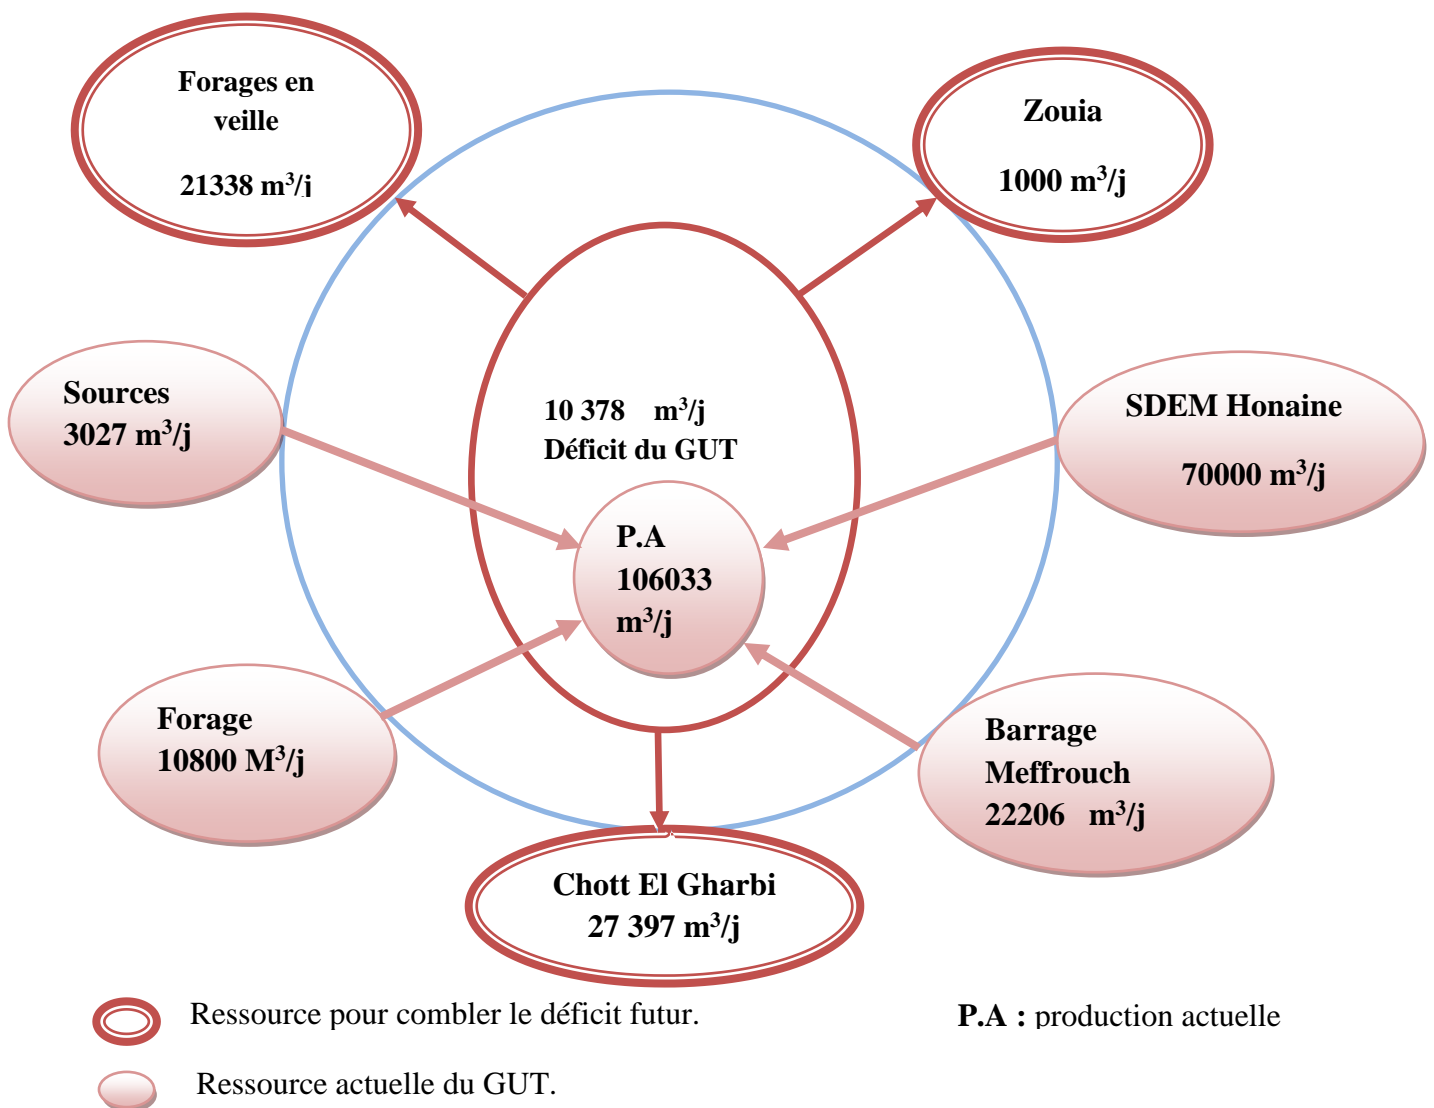 Forages en
veille
21338 m³/j
Zouia
1000 m³/j
Sources
3027 m³/j
10 378 m³/j
Déficit du GUT
SDEM Honaine
70000 m³/j
P.A
106033
m³/j
Forage
10800 M³/j
Barrage
Meffrouch
22206 m³/j
Chott El Gharbi
27 397 m³/j
Ressource pour combler le déficit futur.
P.A : production actuelle
Ressource actuelle du GUT.